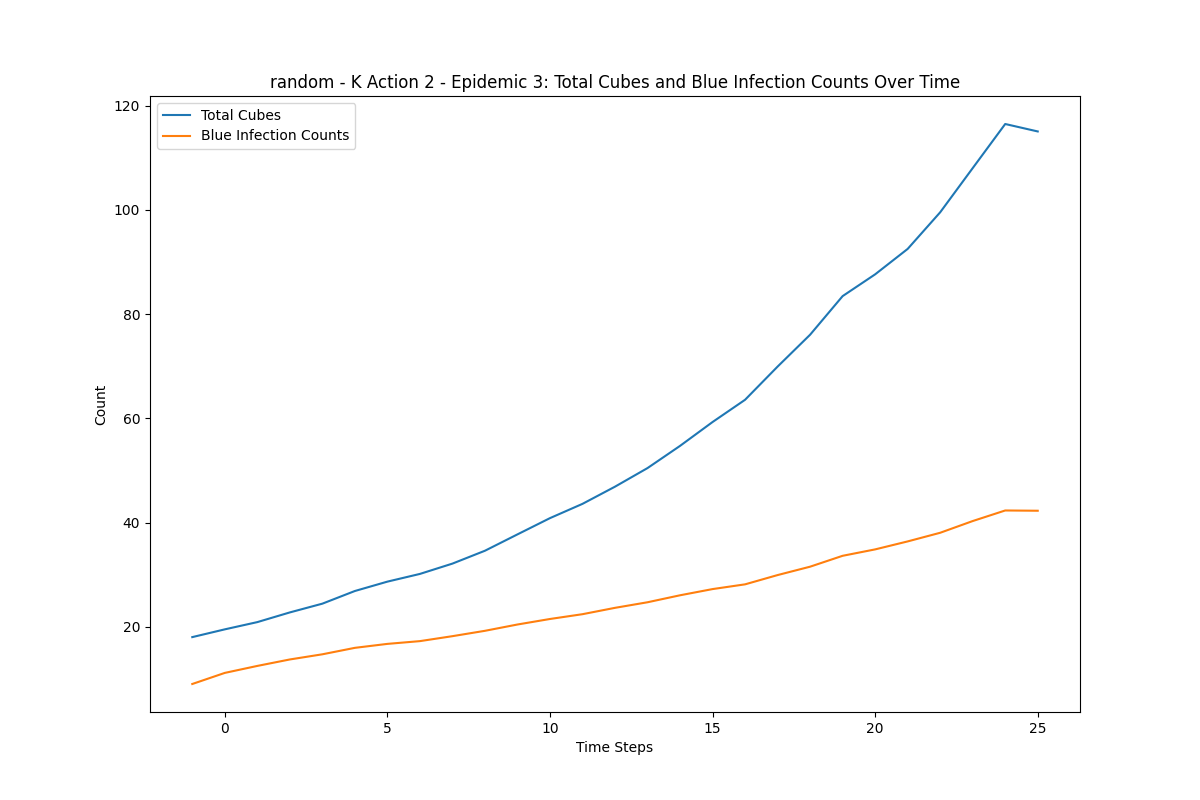 random - K Action 2 - Epidemic 3: Total Cubes and Blue Infection Counts Over Time
Total Cubes
Blue Infection Counts
120
100
80
60
40
20
Count
0 5 10 15 20 25
Time Steps